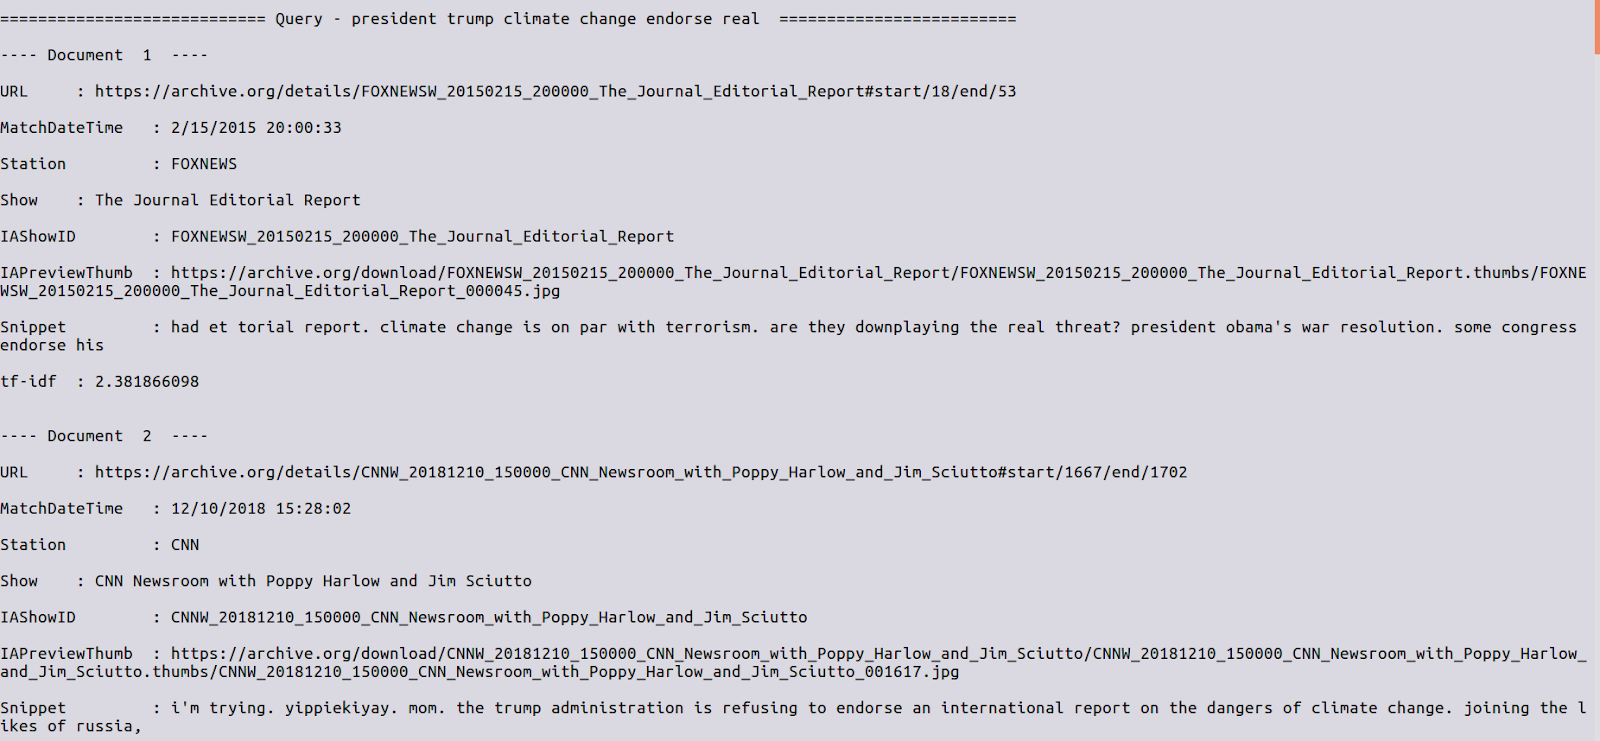 ============================ Query - president trump climate change endorse real  =========================
---- Document  1  ----
URL     : https://archive.org/details/FOXNEWSW_20150215_200000_The_Journal_Editorial_Report#start/18/end/53
MatchDateTime   : 2/15/2015 20:00:33
Station         : FOXNEWS
Show    : The Journal Editorial Report
IAShowID        : FOXNEWSW_20150215_200000_The_Journal_Editorial_Report
IAPreviewThumb  : https://archive.org/download/FOXNEWSW_20150215_200000_The_Journal_Editorial_Report/FOXNEWSW_20150215_200000_The_Journal_Editorial_Report.thumbs/FOXNE
WSW_20150215_200000_The_Journal_Editorial_Report_000045.jpg
Snippet         : had et torial report. climate change is on par with terrorism. are they downplaying the real threat? president obama's war resolution. some congress
endorse his
tf-idf  : 2.381866098
---- Document  2  ----
URL     : https://archive.org/details/CNNW_20181210_150000_CNN_Newsroom_with_Poppy_Harlow_and_Jim_Sciutto#start/1667/end/1702
MatchDateTime   : 12/10/2018 15:28:02
Station         : CNN
Show    : CNN Newsroom with Poppy Harlow and Jim Sciutto
IAShowID        : CNNW_20181210_150000_CNN_Newsroom_with_Poppy_Harlow_and_Jim_Sciutto
IAPreviewThumb  : https://archive.org/download/CNNW_20181210_150000_CNN_Newsroom_with_Poppy_Harlow_and_Jim_Sciutto/CNNW_20181210_150000_CNN_Newsroom_with_Poppy_Harlow_
and_Jim_Sciutto.thumbs/CNNW_20181210_150000_CNN_Newsroom_with_Poppy_Harlow_and_Jim_Sciutto_001617.jpg
Snippet         : i'm trying. yippiekiyay. mom. the trump administration is refusing to endorse an international report on the dangers of climate change. joining the l
ikes of russia,